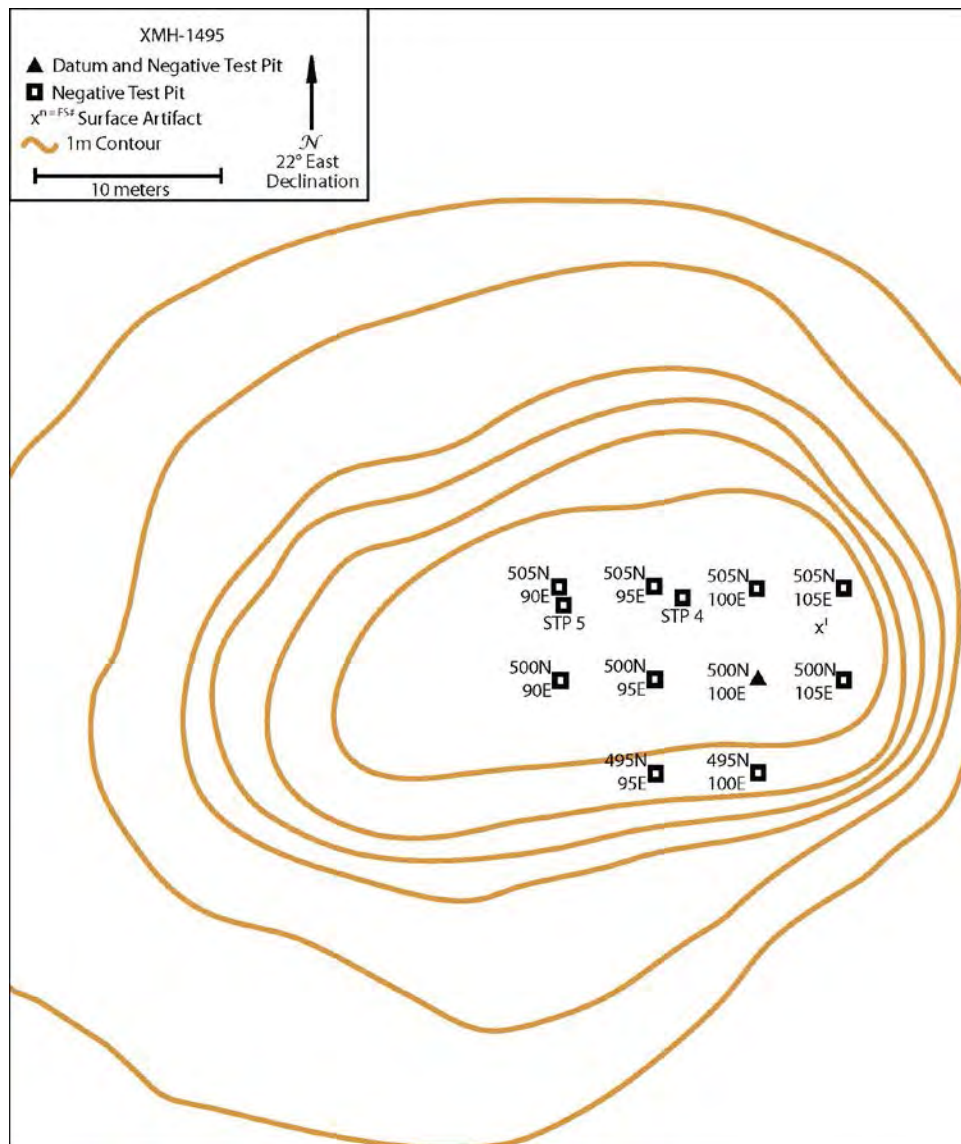 XMH-1495
Datum and Negative Test Pit
Negative Test Pit
x n=FS# Surface Artifact
1m Contour
10 meters
N
22° East
Declination
505N
90E
505N
95E
505N
100E
505N
105E
STP 5
STP 4
x1
500N
90E
500N
95E
500N
100E
500N
105E
495N
95E
495N
100E